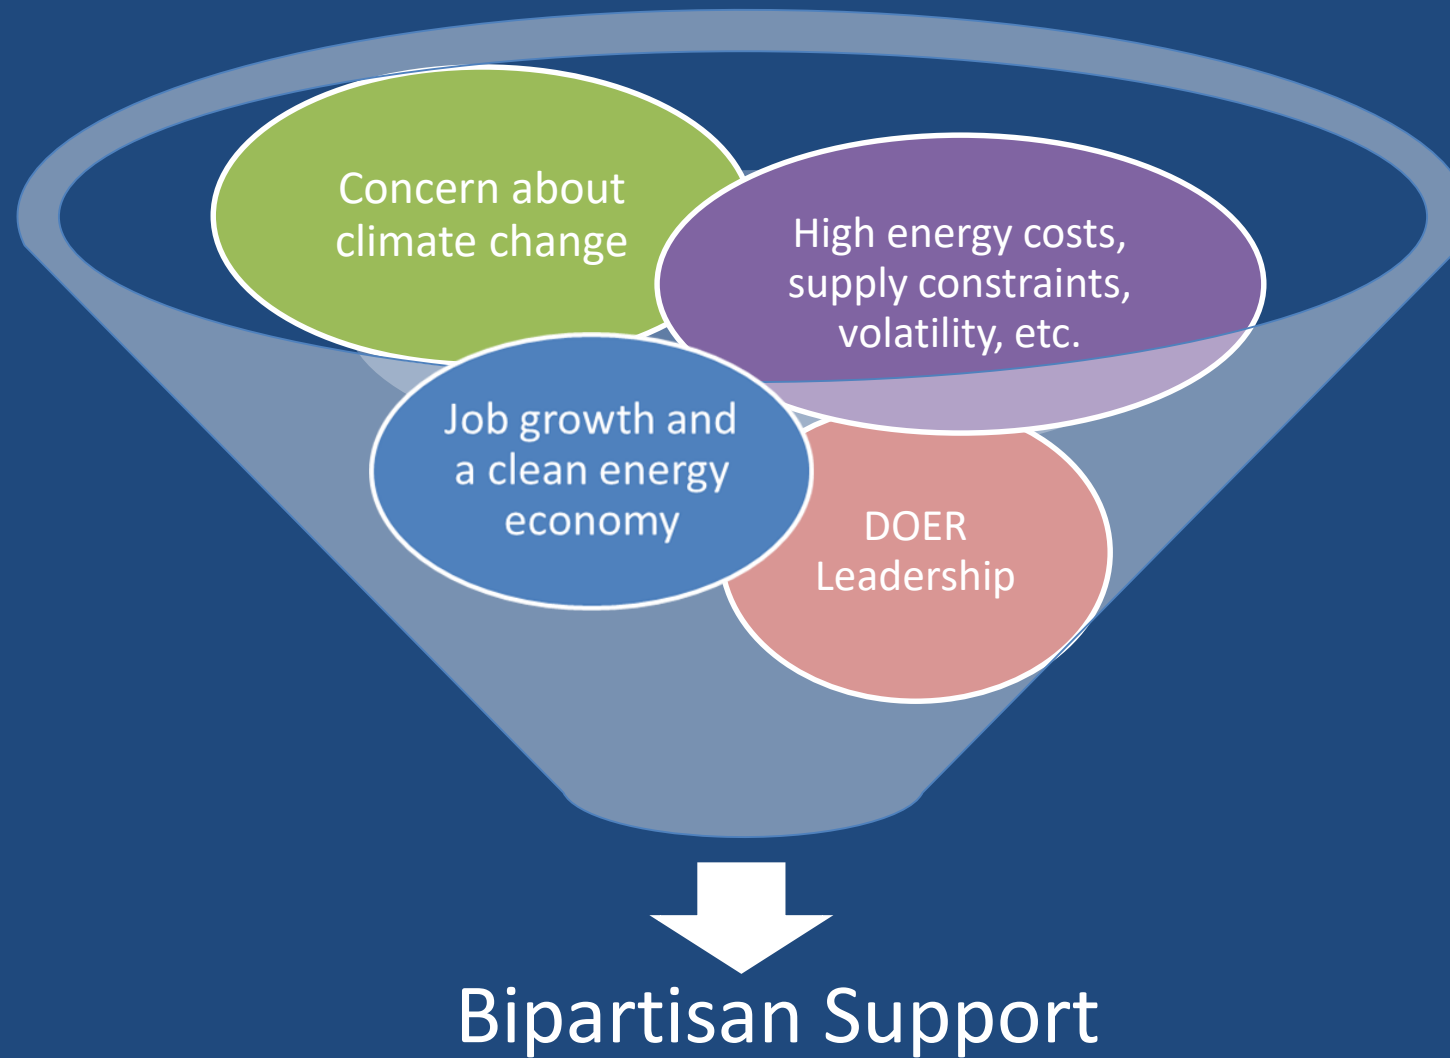 Concern about
climate change
High energy costs,
supply constraints,
volatility, etc.
Job growth and
a clean energy
economy
DOER
Leadership
Bipartisan Support